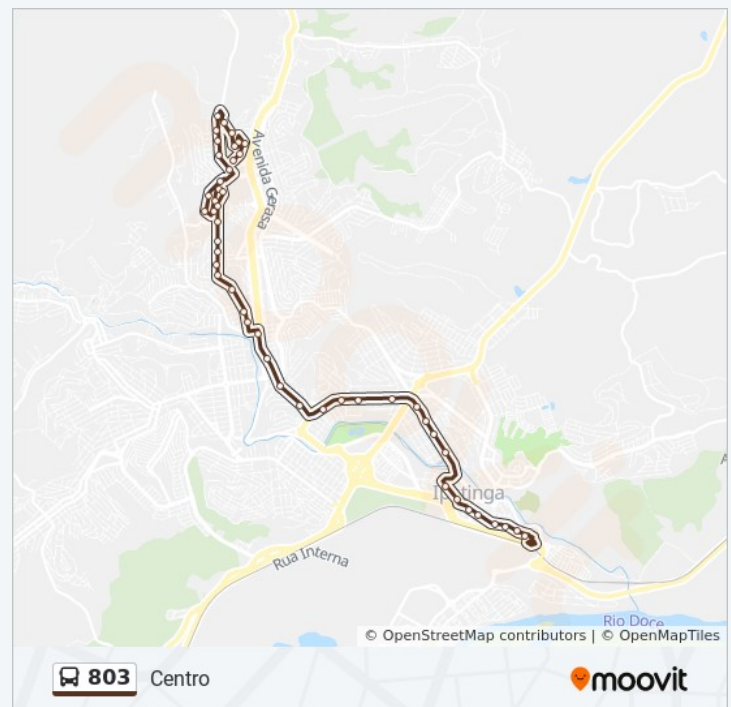 Avenida Gerasa
Ipatinga
Rua Interna
Rio Doce
A
© OpenStreetMap contributors | © OpenMapTiles
803 Centro
moovit